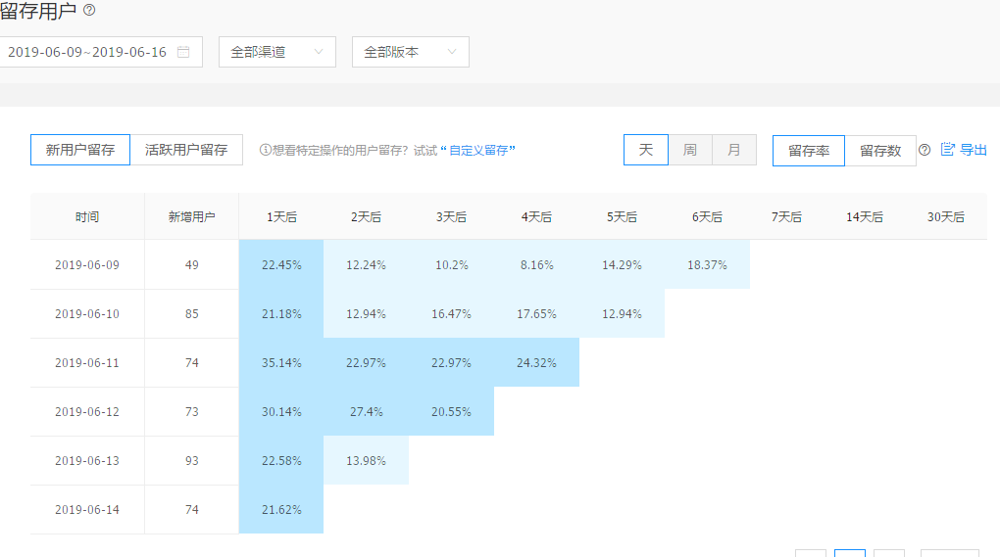 留存用户
2019-06-09~2019-06-16 全部渠道 全部版本
新用户留存 活跃用户留存 想看特定操作的用户留存？试试“自定义留存” 天 周 月 留存率 留存数 导出
时间 新增用户 1天后 2天后 3天后 4天后 5天后 6天后 7天后 14天后 30天后
2019-06-09 49 22.45% 12.24% 10.2% 8.16% 14.29% 18.37%
2019-06-10 85 21.18% 12.94% 16.47% 17.65% 12.94%
2019-06-11 74 35.14% 22.97% 22.97% 24.32%
2019-06-12 73 30.14% 27.4% 20.55%
2019-06-13 93 22.58% 13.98%
2019-06-14 74 21.62%